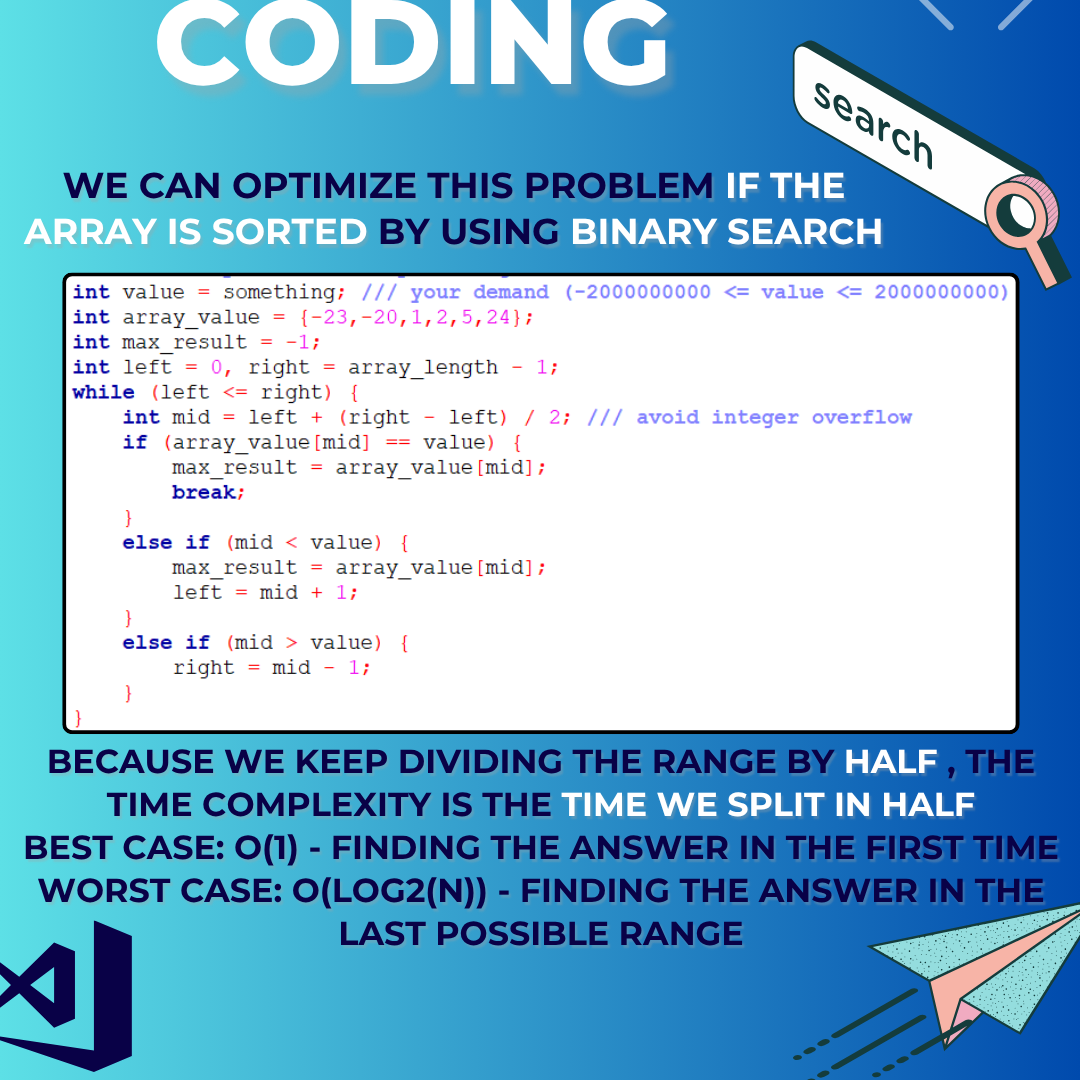 CODING
search
WE CAN OPTIMIZE THIS PROBLEM IF THE
ARRAY IS SORTED BY USING BINARY SEARCH
int value = something; /// your demand (-2000000000 <= value <= 2000000000)
int array_value = {-23,-20,1,2,5,24};
int max_result = -1;
int left = 0, right = array_length - 1;
while (left <= right) {
    int mid = left + (right - left) / 2; /// avoid integer overflow
    if (array_value[mid] == value) {
        max_result = array_value[mid];
        break;
    }
    else if (mid < value) {
        max_result = array_value[mid];
        left = mid + 1;
    }
    else if (mid > value) {
        right = mid - 1;
    }
}
BECAUSE WE KEEP DIVIDING THE RANGE BY HALF , THE
TIME COMPLEXITY IS THE TIME WE SPLIT IN HALF
BEST CASE: O(1) - FINDING THE ANSWER IN THE FIRST TIME
WORST CASE: O(LOG2(N)) - FINDING THE ANSWER IN THE
LAST POSSIBLE RANGE